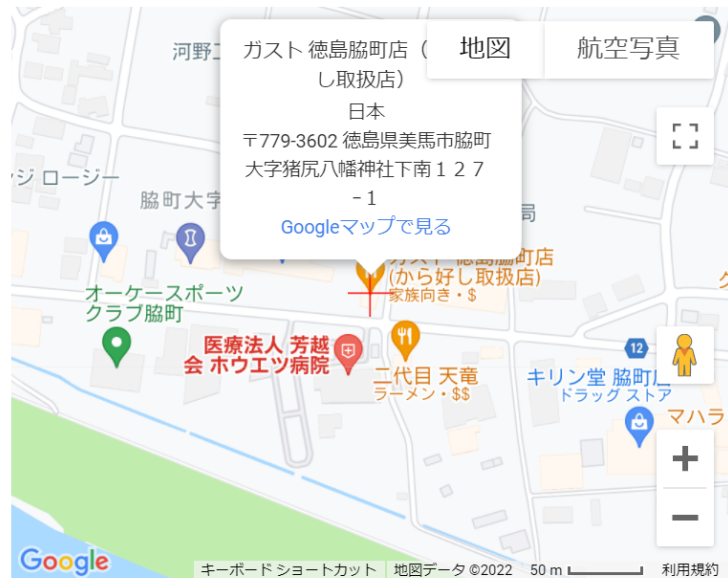 河野
ガスト 徳島脇町店（
し取扱店）
日本
〒779-3602 徳島県美馬市脇町
大字猪尻八幡神社下南１２７
－１
Googleマップで見る
地図
航空写真
ジ ロージー
脇町大字
局
ガスト 徳島脇町店
(から好し取扱店)
家族向き・$
オーケースポーツ
クラブ脇町
医療法人 芳越
会 ホウエツ病院
二代目 天竜
ラーメン・$$
12
キリン堂 脇町店
ドラッグ ストア
マハラ
Google
キーボード ショートカット
地図データ ©2022
50 m
利用規約